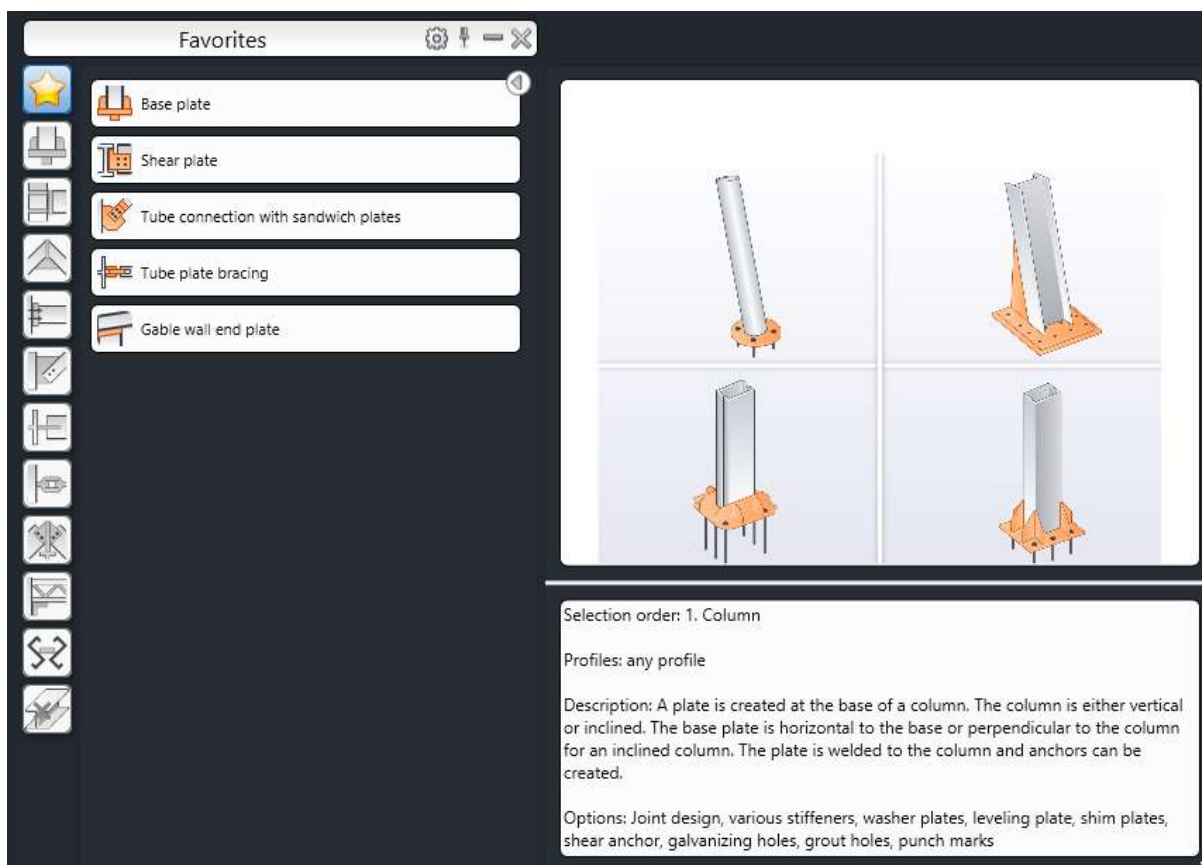 Favorites
Base plate
Shear plate
Tube connection with sandwich plates
Tube plate bracing
Gable wall end plate
Selection order: 1. Column
Profiles: any profile
Description: A plate is created at the base of a column. The column is either vertical
or inclined. The base plate is horizontal to the base or perpendicular to the column
for an inclined column. The plate is welded to the column and anchors can be
created.
Options: Joint design, various stiffeners, washer plates, leveling plate, shim plates,
shear anchor, galvanizing holes, grout holes, punch marks